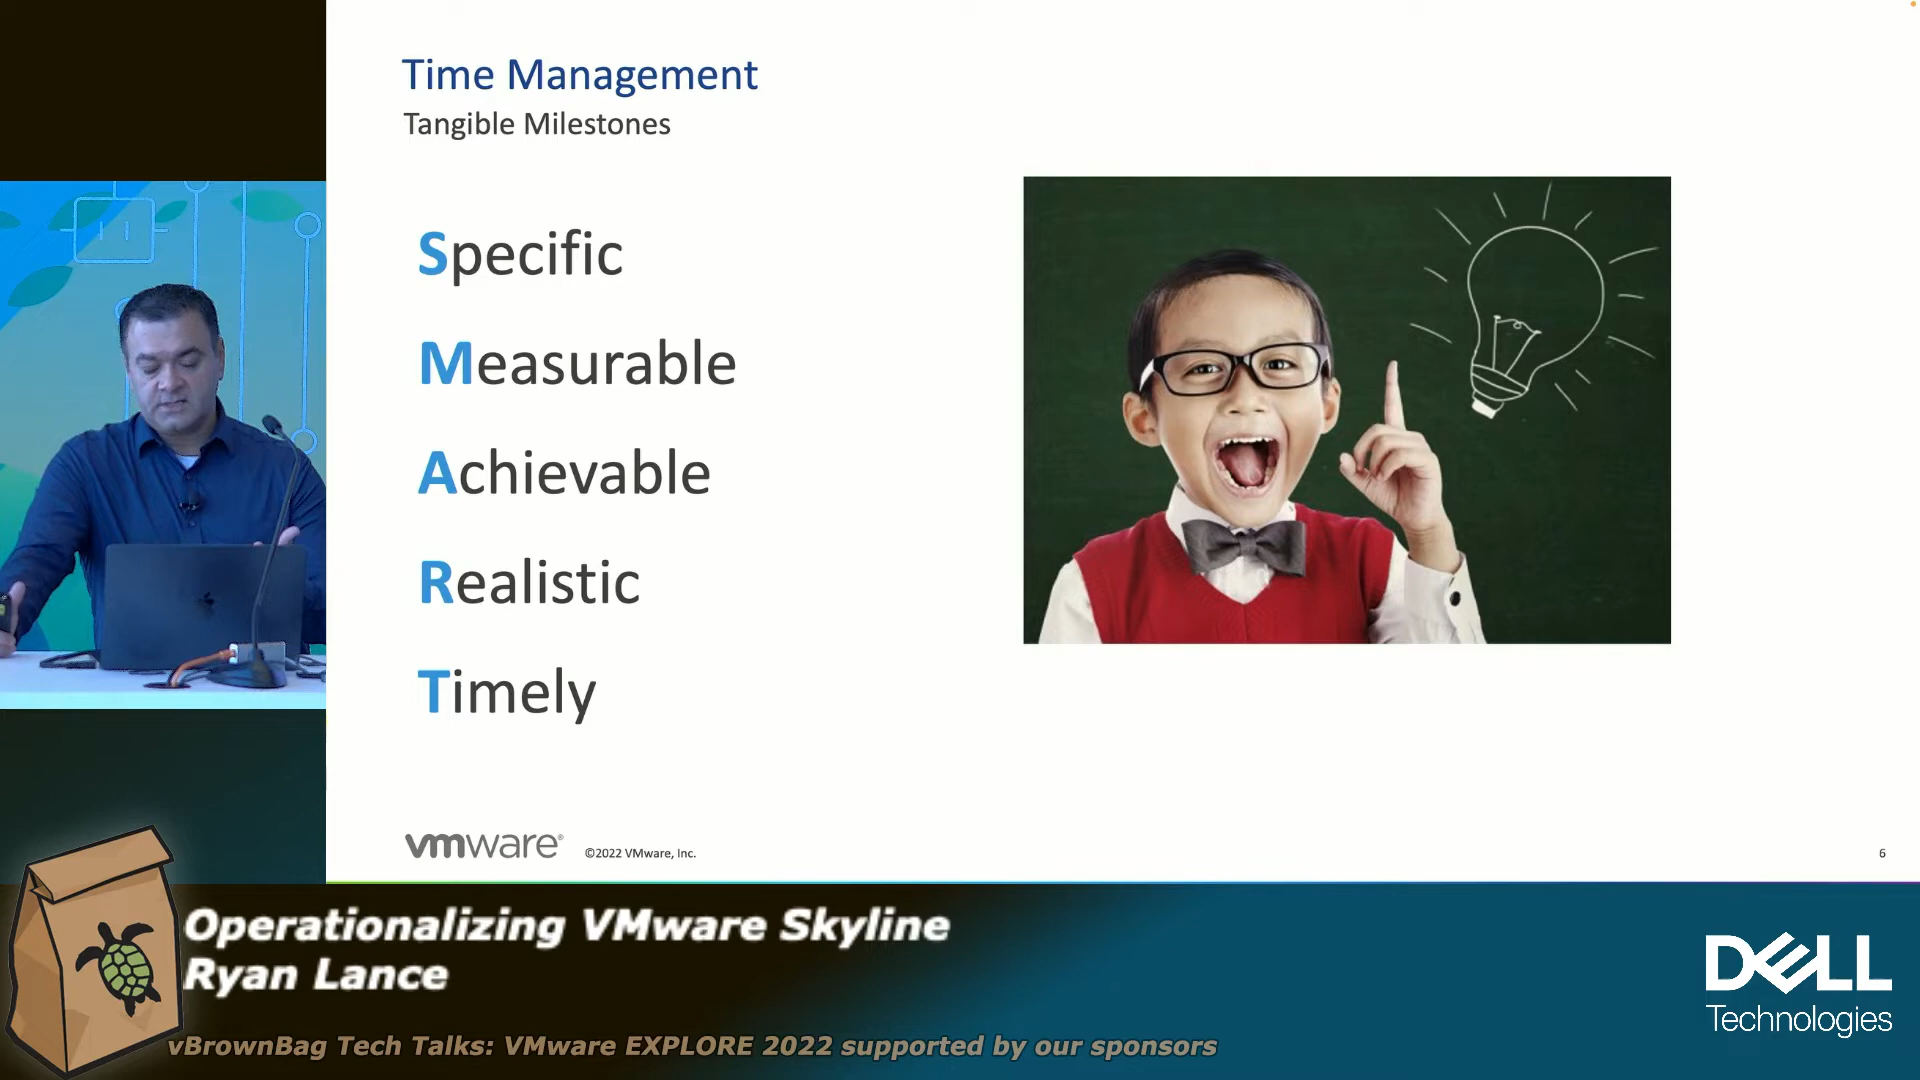 Time Management
Tangible Milestones
Specific
Measurable
Achievable
Realistic
Timely
vmware®
©2022 VMware, Inc.
6
Operationalizing VMware Skyline
Ryan Lance
vBrownBag Tech Talks: VMware EXPLORE 2022 supported by our sponsors
DELL
Technologies